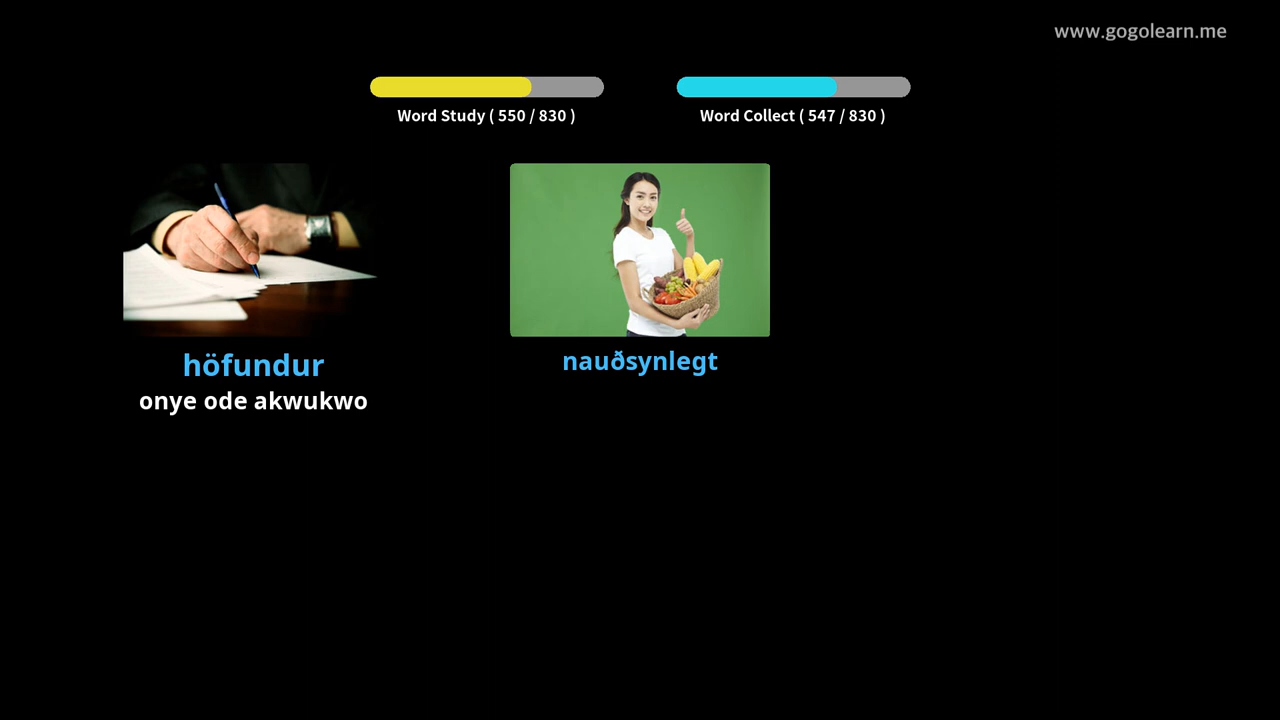 www.gogolearn.me
Word Study ( 550 / 830 )
Word Collect ( 547 / 830 )
höfundur
onye ode akwukwo
nauðsynlegt